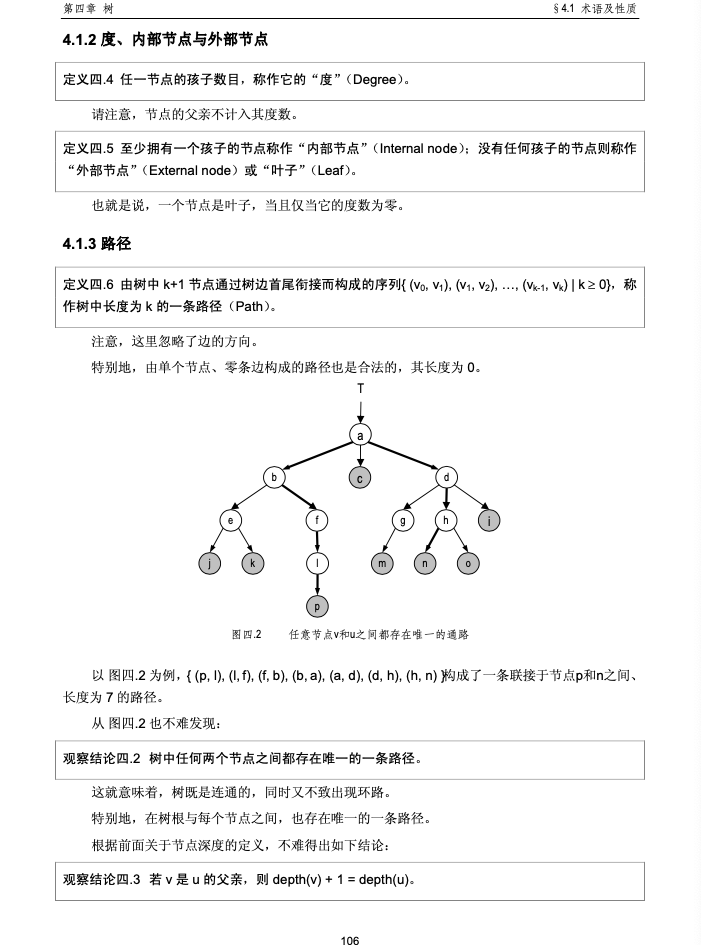 第四章 树 §4.1 术语及性质
4.1.2 度、内部节点与外部节点
定义四.4 任一节点的孩子数目，称作它的“度”（Degree）。
请注意，节点的父亲不计入其度数。
定义四.5 至少拥有一个孩子的节点称作“内部节点”（Internal node）；没有任何孩子的节点则称作
“外部节点”（External node）或“叶子”（Leaf）。
也就是说，一个节点是叶子，当且仅当它的度数为零。
4.1.3 路径
定义四.6 由树中 k+1 节点通过树边首尾衔接而构成的序列{ (v₀, v₁), (v₁, v₂), …, (vₖ₋₁, vₖ) | k ≥ 0}，称
作树中长度为 k 的一条路径（Path）。
注意，这里忽略了边的方向。
特别地，由单个节点、零条边构成的路径也是合法的，其长度为 0。
T
a
b c d
e f g h i
j k l m n o
p
图四.2 任意节点v和u之间都存在唯一的通路
以 图四.2 为例，{ (p, l), (l, f), (f, b), (b, a), (a, d), (d, h), (h, n) }构成了一条联接于节点p和n之间、
长度为 7 的路径。
从 图四.2 也不难发现：
观察结论四.2 树中任何两个节点之间都存在唯一的一条路径。
这就意味着，树既是连通的，同时又不致出现环路。
特别地，在树根与每个节点之间，也存在唯一的一条路径。
根据前面关于节点深度的定义，不难得出如下结论：
观察结论四.3 若 v 是 u 的父亲，则 depth(v) + 1 = depth(u)。
106